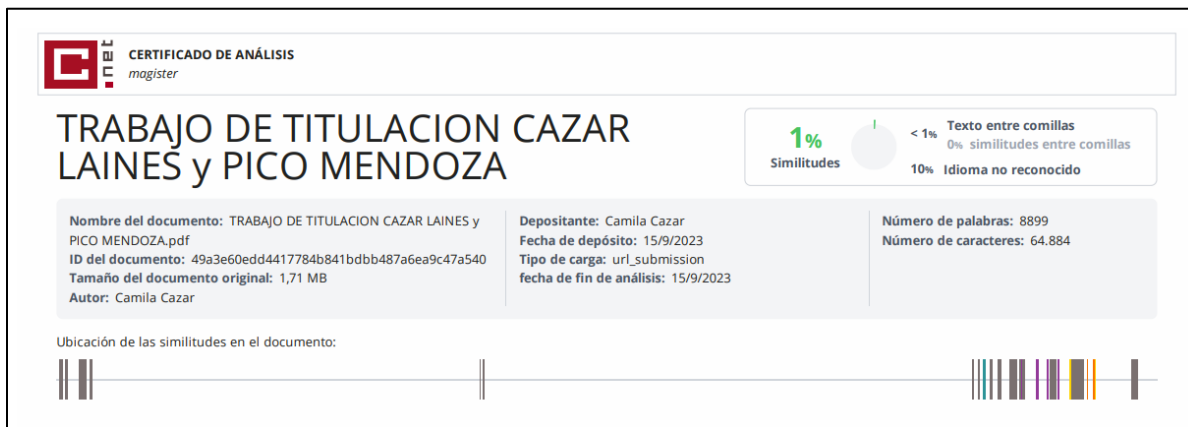 C.net
CERTIFICADO DE ANÁLISIS
magister
TRABAJO DE TITULACION CAZAR
LAINES y PICO MENDOZA
1%
Similitudes
< 1% Texto entre comillas
0% similitudes entre comillas
10% Idioma no reconocido
Nombre del documento: TRABAJO DE TITULACION CAZAR LAINES y
PICO MENDOZA.pdf
ID del documento: 49a3e60edd4417784b841bdbb487a6ea9c47a540
Tamaño del documento original: 1,71 MB
Autor: Camila Cazar
Depositante: Camila Cazar
Fecha de depósito: 15/9/2023
Tipo de carga: url_submission
fecha de fin de análisis: 15/9/2023
Número de palabras: 8899
Número de caracteres: 64.884
Ubicación de las similitudes en el documento: